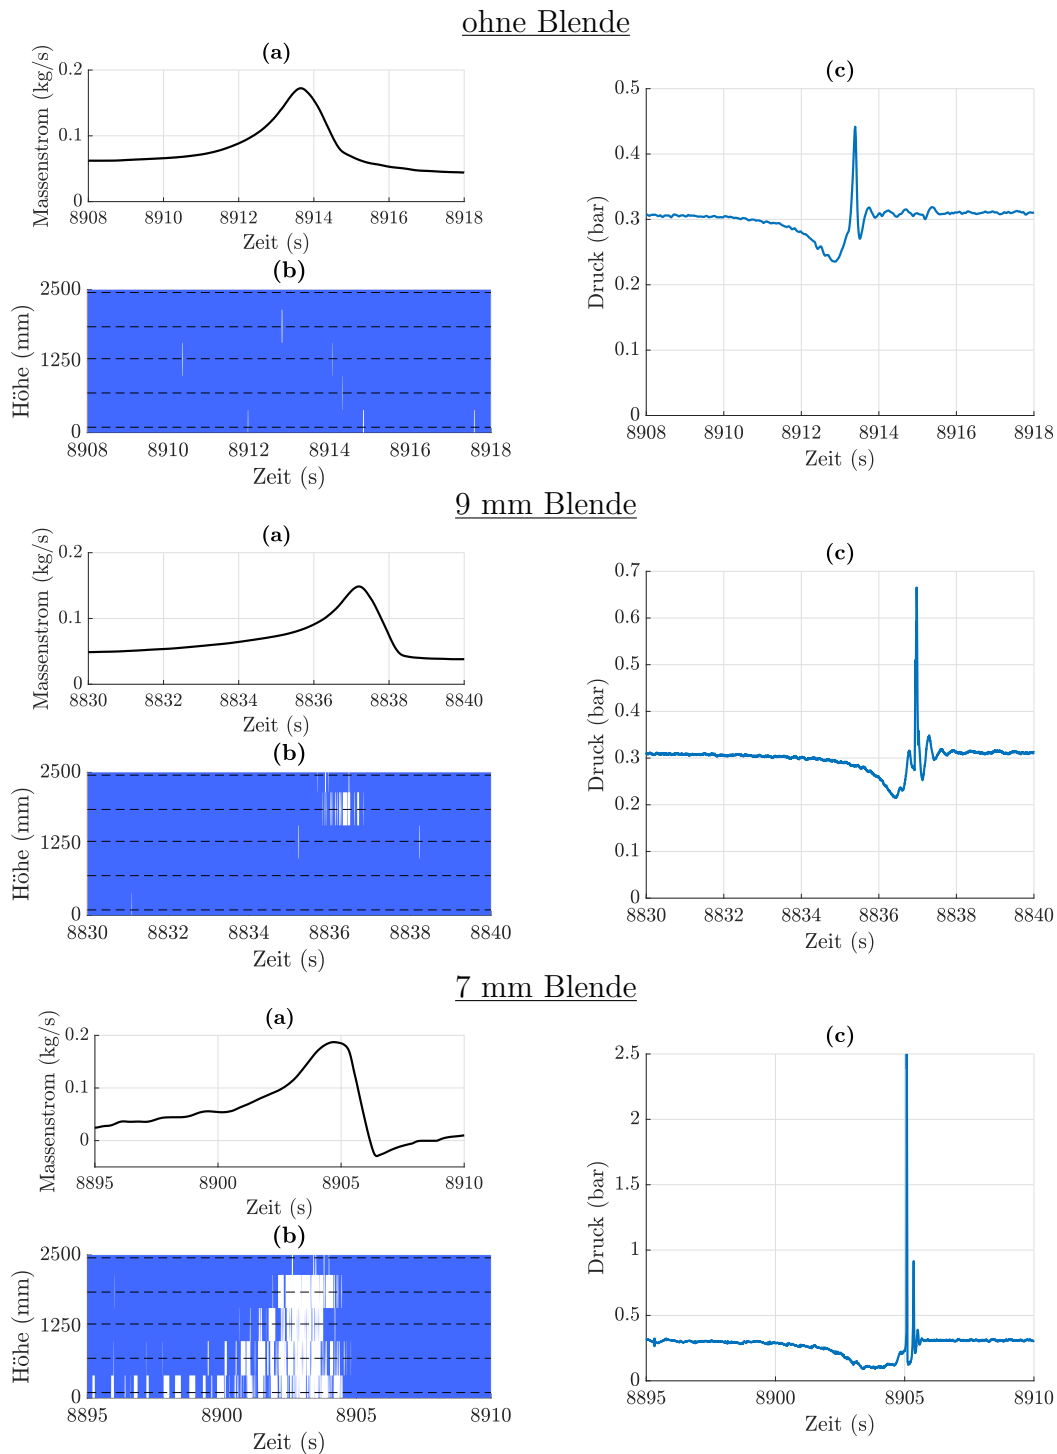 ohne Blende
(a)
Massenstrom (kg/s)
0.2
0.1
0
8908 8910 8912 8914 8916 8918
Zeit (s)
(b)
Höhe (mm)
2500
1250
0
8908 8910 8912 8914 8916 8918
Zeit (s)
(c)
Druck (bar)
0.5
0.4
0.3
0.2
0.1
0
8908 8910 8912 8914 8916 8918
Zeit (s)
9 mm Blende
(a)
Massenstrom (kg/s)
0.2
0.1
0
8830 8832 8834 8836 8838 8840
Zeit (s)
(b)
Höhe (mm)
2500
1250
0
8830 8832 8834 8836 8838 8840
Zeit (s)
(c)
Druck (bar)
0.7
0.6
0.5
0.4
0.3
0.2
0.1
0
8830 8832 8834 8836 8838 8840
Zeit (s)
7 mm Blende
(a)
Massenstrom (kg/s)
0.2
0.1
0
8895 8900 8905 8910
Zeit (s)
(b)
Höhe (mm)
2500
1250
0
8895 8900 8905 8910
Zeit (s)
(c)
Druck (bar)
2.5
2
1.5
1
0.5
0
8895 8900 8905 8910
Zeit (s)